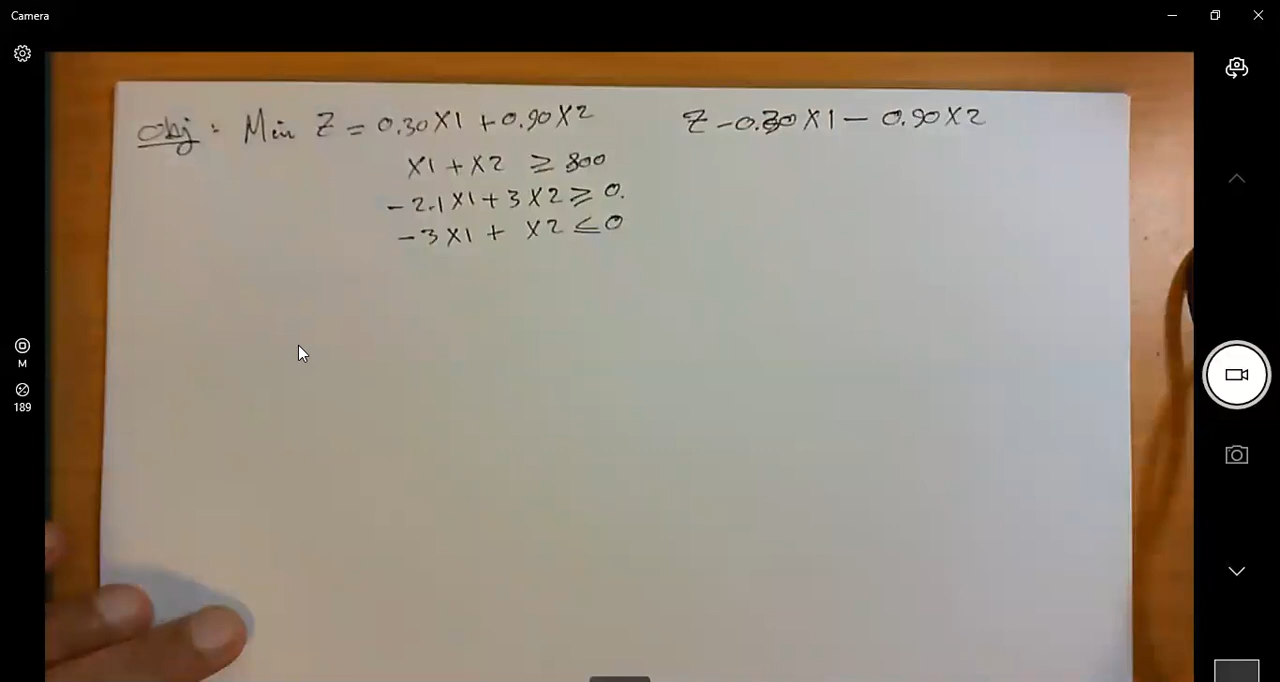 Camera
Obj : Min Z = 0.30X1 + 0.90X2
X1 + X2 ≥ 800
-2.1X1 + 3X2 ≥ 0.
-3X1 + X2 ≤ 0
Z - 0.30X1 - 0.90X2
M
189